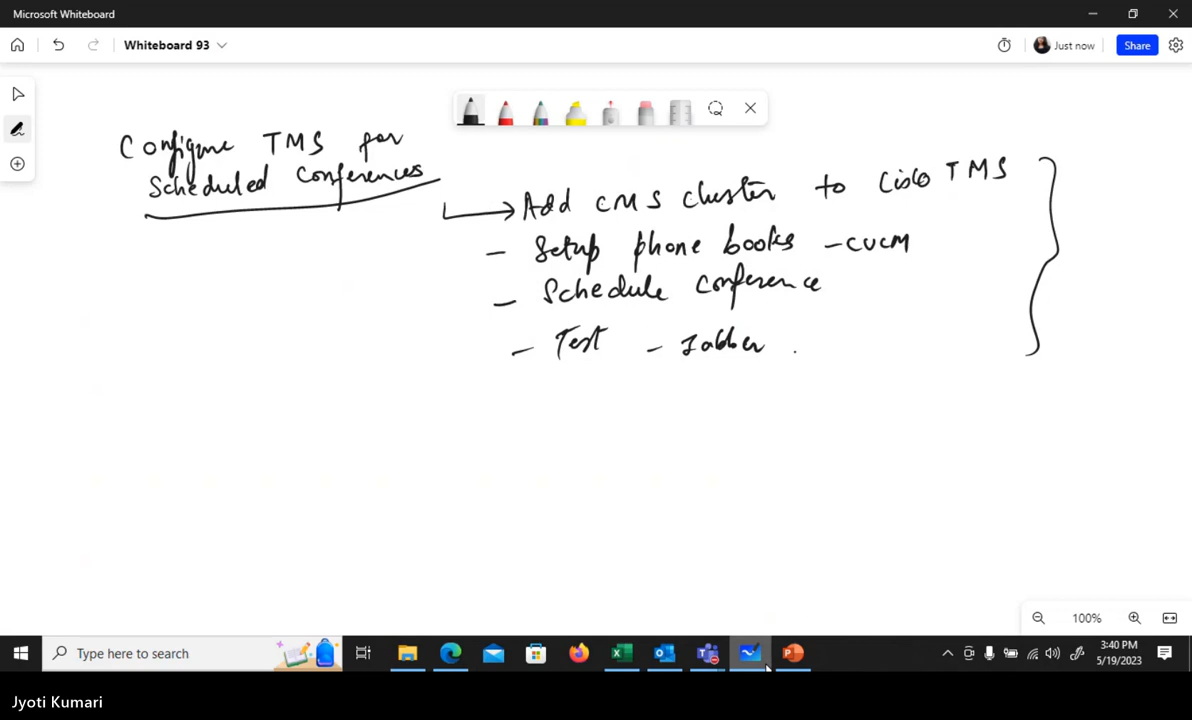 Microsoft Whiteboard
Whiteboard 93
Just now
Share
Configure TMS for
Scheduled Conferences
Add CMS cluster to Cisco TMS
- Setup phone books - CUCM
- Schedule Conference
- Test - Jabber .
100%
Type here to search
3:40 PM
5/19/2023
Jyoti Kumari